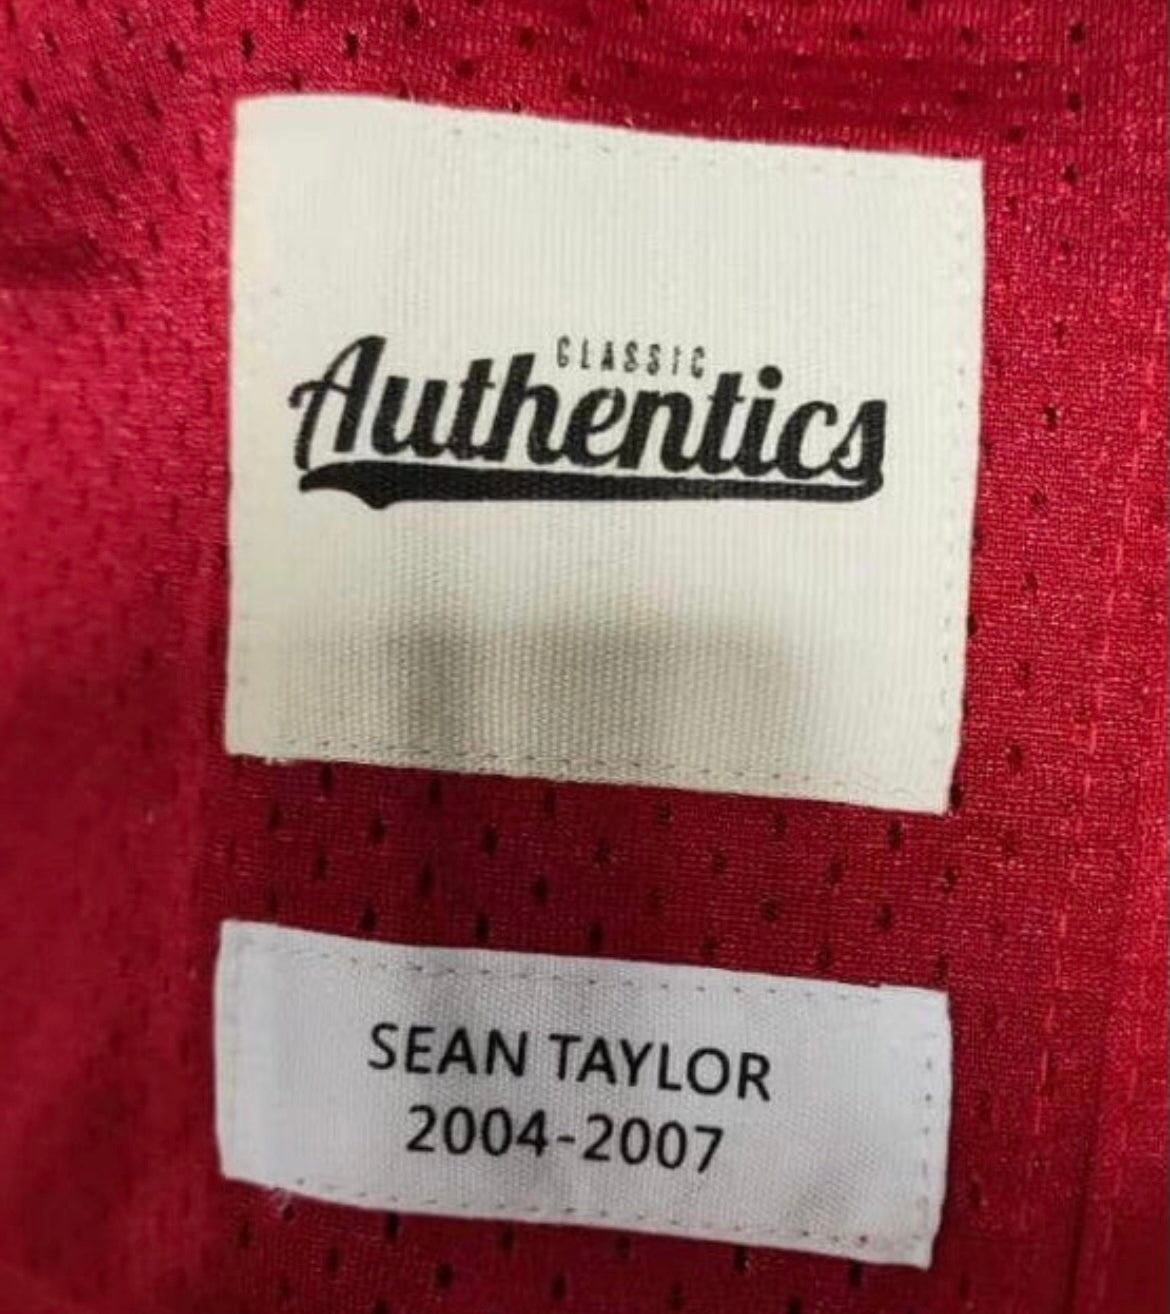 CLASSIC
Authentics
SEAN TAYLOR
2004-2007